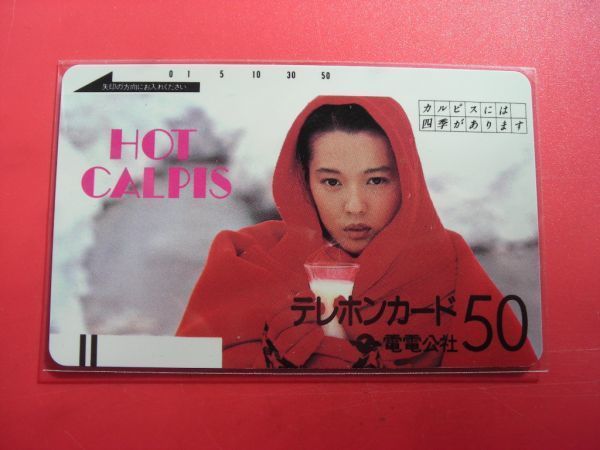 0 1 5 10 30 50
矢印の方向にお入れください
カルピスには
四季があります
HOT
CALPIS
テレホンカード 50
電電公社